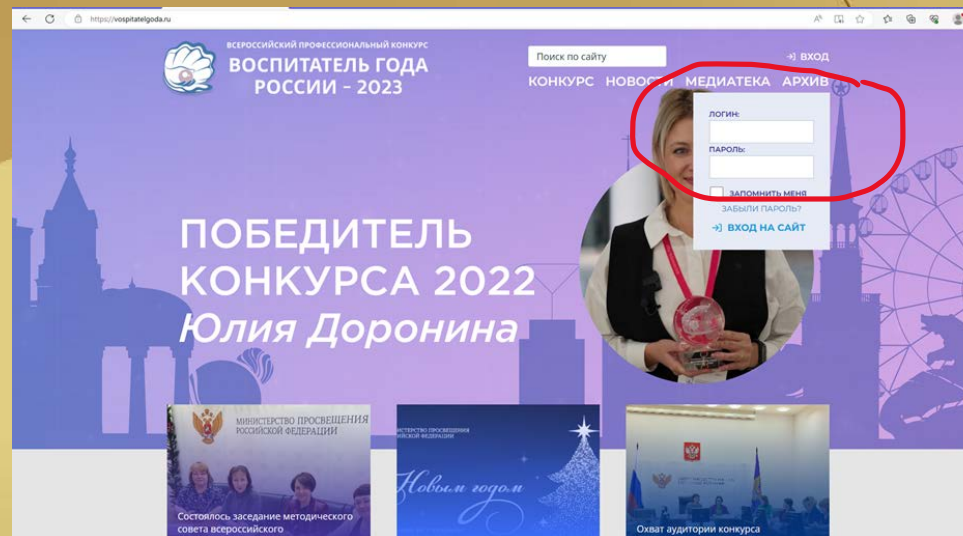 https://vospitatelgoda.ru
ВСЕРОССИЙСКИЙ ПРОФЕССИОНАЛЬНЫЙ КОНКУРС
ВОСПИТАТЕЛЬ ГОДА
РОССИИ - 2023
Поиск по сайту
ВХОД
КОНКУРС НОВОСТИ МЕДИАТЕКА АРХИВ
ЛОГИН:
ПАРОЛЬ:
ЗАПОМНИТЬ МЕНЯ
ЗАБЫЛИ ПАРОЛЬ?
ВХОД НА САЙТ
ПОБЕДИТЕЛЬ
КОНКУРСА 2022
Юлия Доронина
МИНИСТЕРСТВО ПРОСВЕЩЕНИЯ
РОССИЙСКОЙ ФЕДЕРАЦИИ
Состоялось заседание методического
совета всероссийского
Новым годом
Охват аудитории конкурса